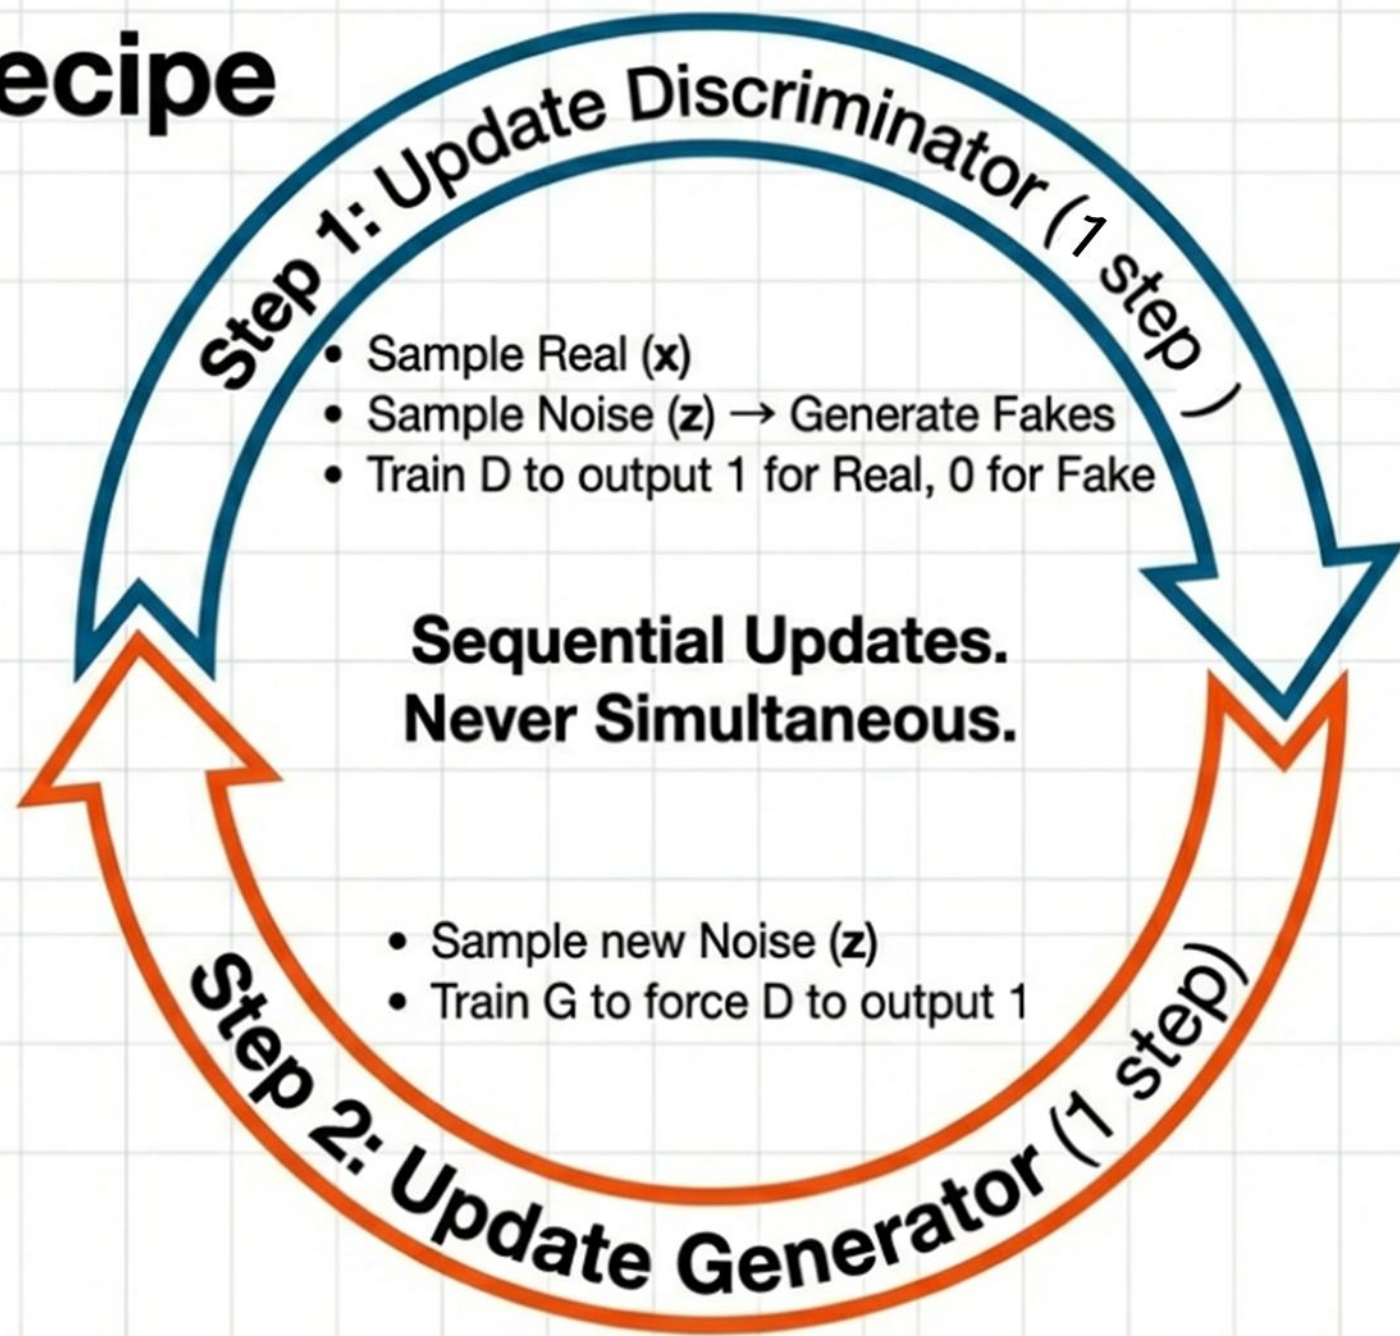 ecipe
Step 1: Update Discriminator (1 step )
• Sample Real (x)
• Sample Noise (z) → Generate Fakes
• Train D to output 1 for Real, 0 for Fake
Sequential Updates.
Never Simultaneous.
• Sample new Noise (z)
• Train G to force D to output 1
Step 2: Update Generator (1 step)